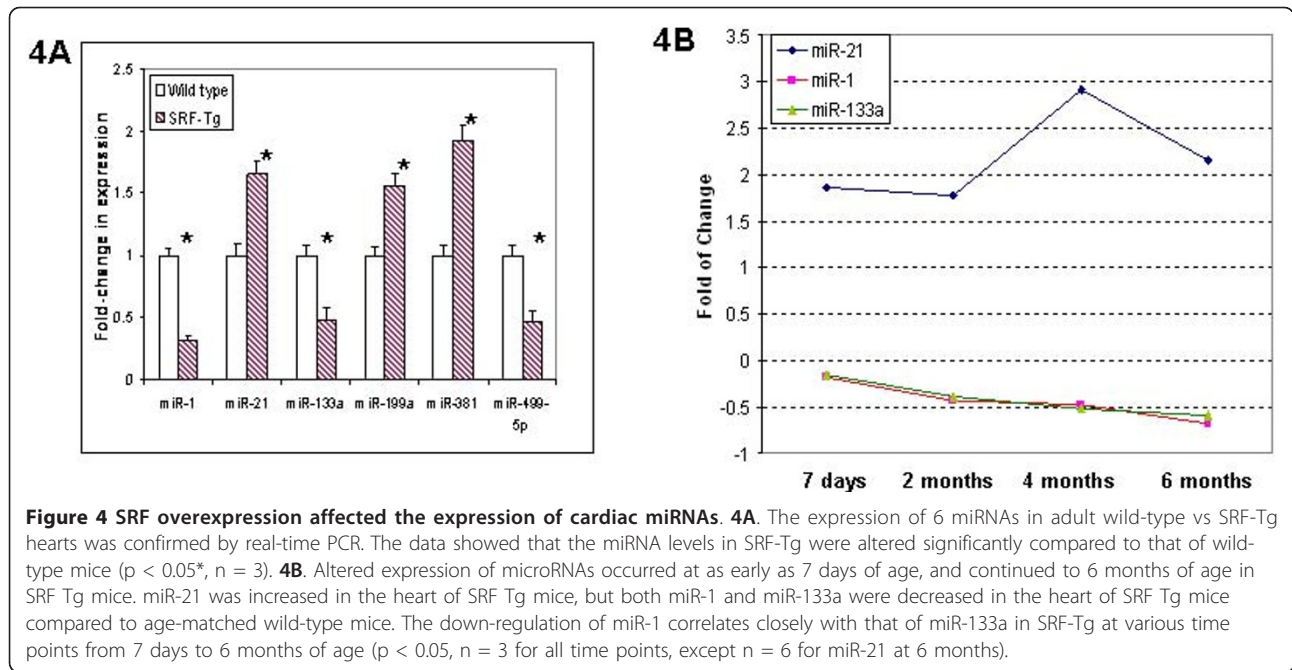 4A
2.5
2
1.5
1
0.5
0
Fold-change in expression
Wild type
SRF-Tg
*
*
*
*
*
*
miR-1
miR-21
miR-133a
miR-199a
miR-381
miR-499-
5p
4B
3.5
3
2.5
2
1.5
1
0.5
0
-0.5
-1
Fold of Change
miR-21
miR-1
miR-133a
7 days
2 months
4 months
6 months
Figure 4 SRF overexpression affected the expression of cardiac miRNAs. 4A. The expression of 6 miRNAs in adult wild-type vs SRF-Tg
hearts was confirmed by real-time PCR. The data showed that the miRNA levels in SRF-Tg were altered significantly compared to that of wild-
type mice (p < 0.05*, n = 3). 4B. Altered expression of microRNAs occurred at as early as 7 days of age, and continued to 6 months of age in
SRF Tg mice. miR-21 was increased in the heart of SRF Tg mice, but both miR-1 and miR-133a were decreased in the heart of SRF Tg mice
compared to age-matched wild-type mice. The down-regulation of miR-1 correlates closely with that of miR-133a in SRF-Tg at various time
points from 7 days to 6 months of age (p < 0.05, n = 3 for all time points, except n = 6 for miR-21 at 6 months).